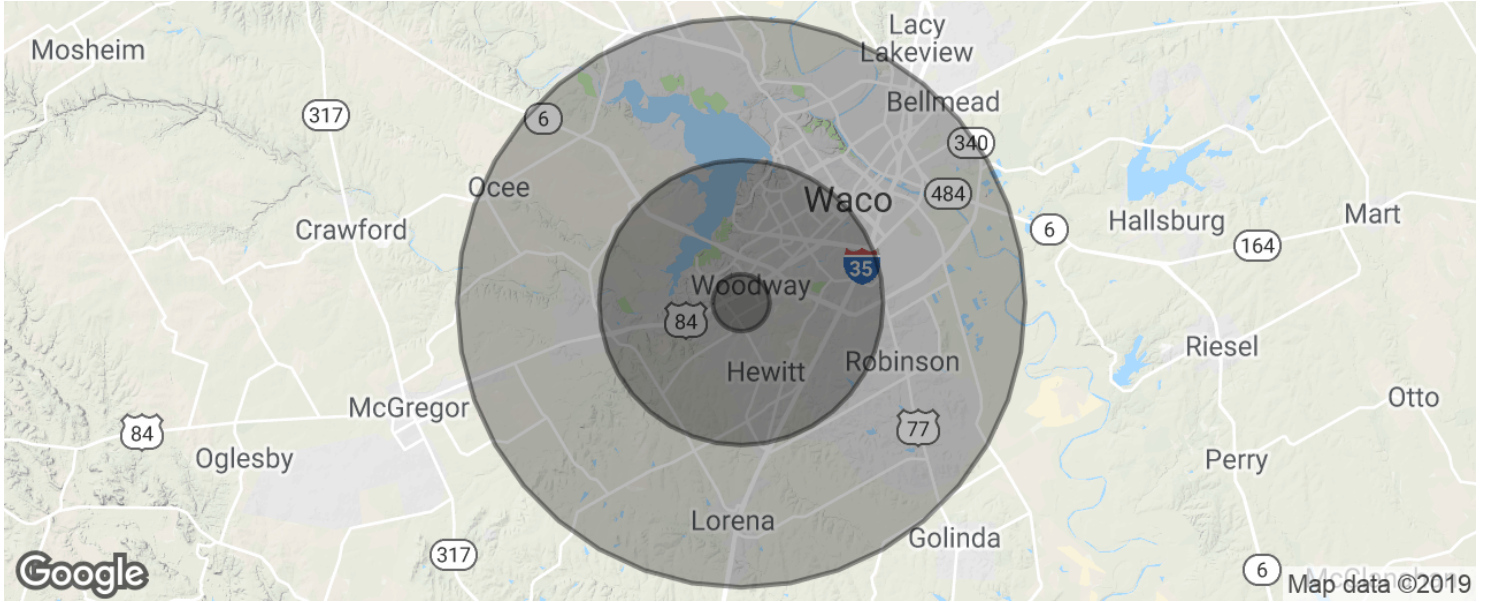 Lacy
Lakeview
Mosheim
Bellmead
317
6
340
Ocee
484
Waco
Hallsburg
Mart
Crawford
6
164
35
Woodway
84
Riesel
Robinson
Hewitt
Otto
McGregor
84
77
Oglesby
Perry
Lorena
Golinda
317
6
Google
Map data ©2019